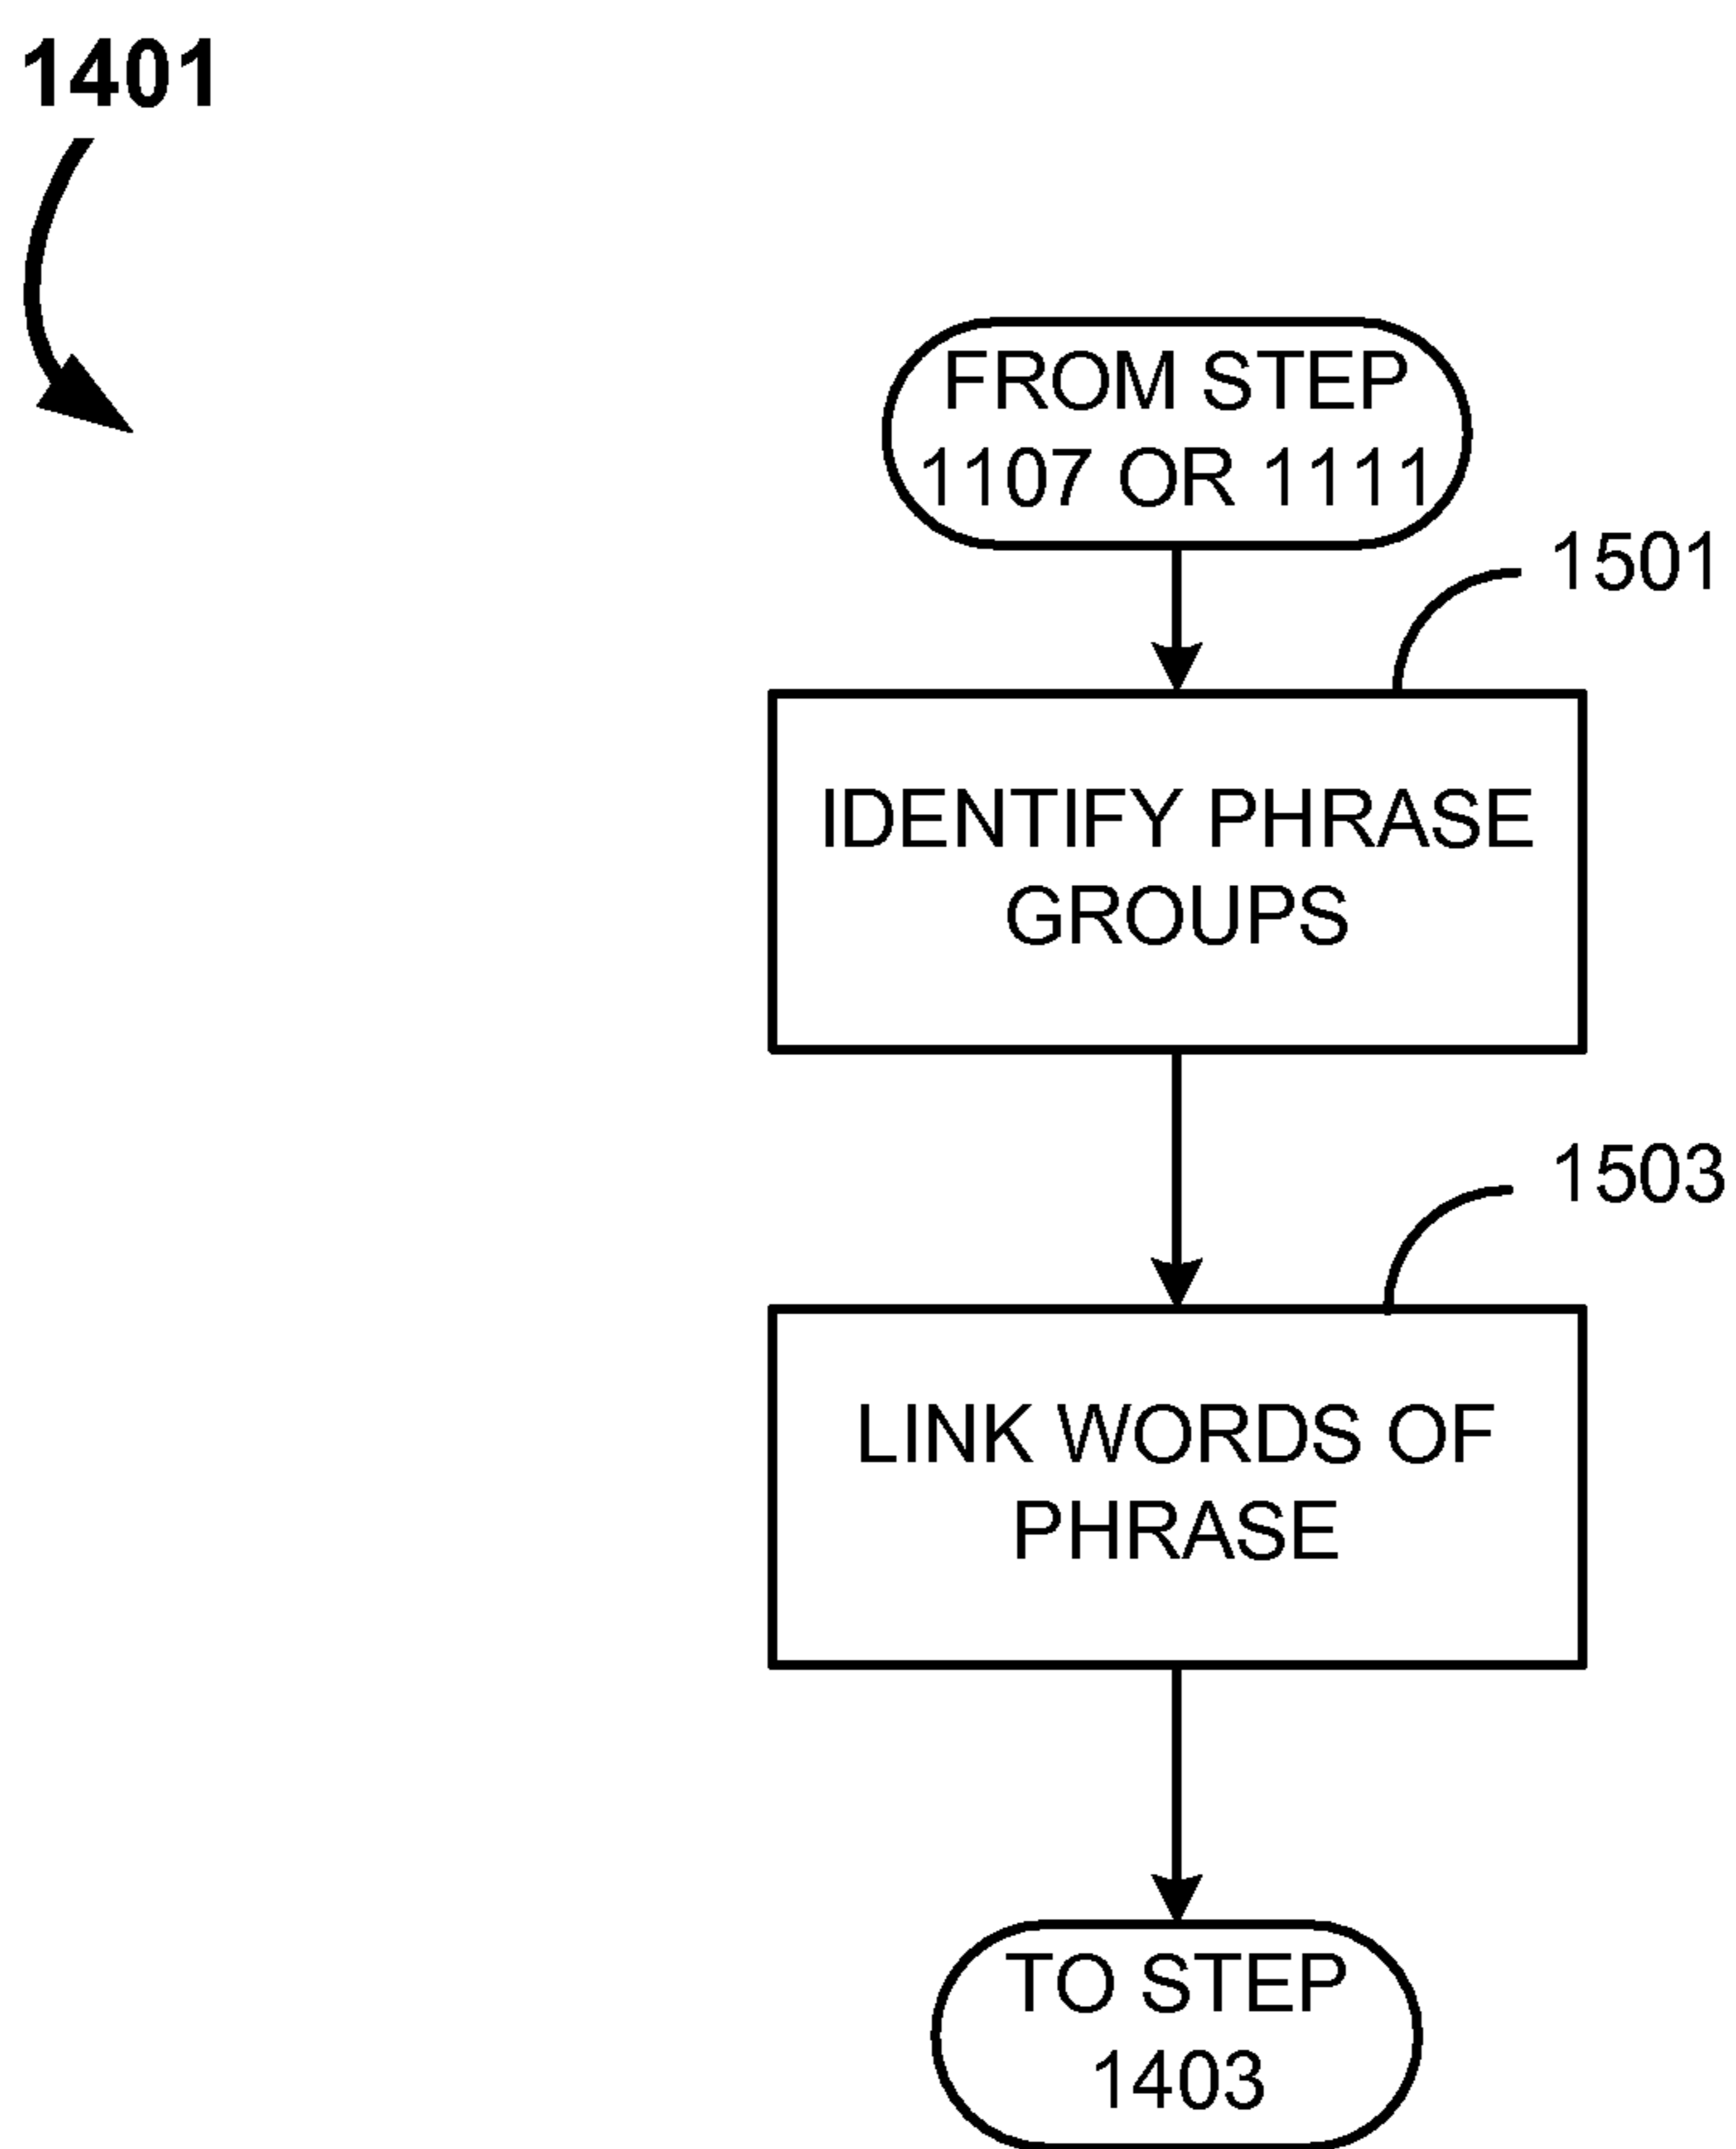 1401
FROM STEP
1107 OR 1111
1501
IDENTIFY PHRASE
GROUPS
1503
LINK WORDS OF
PHRASE
TO STEP
1403